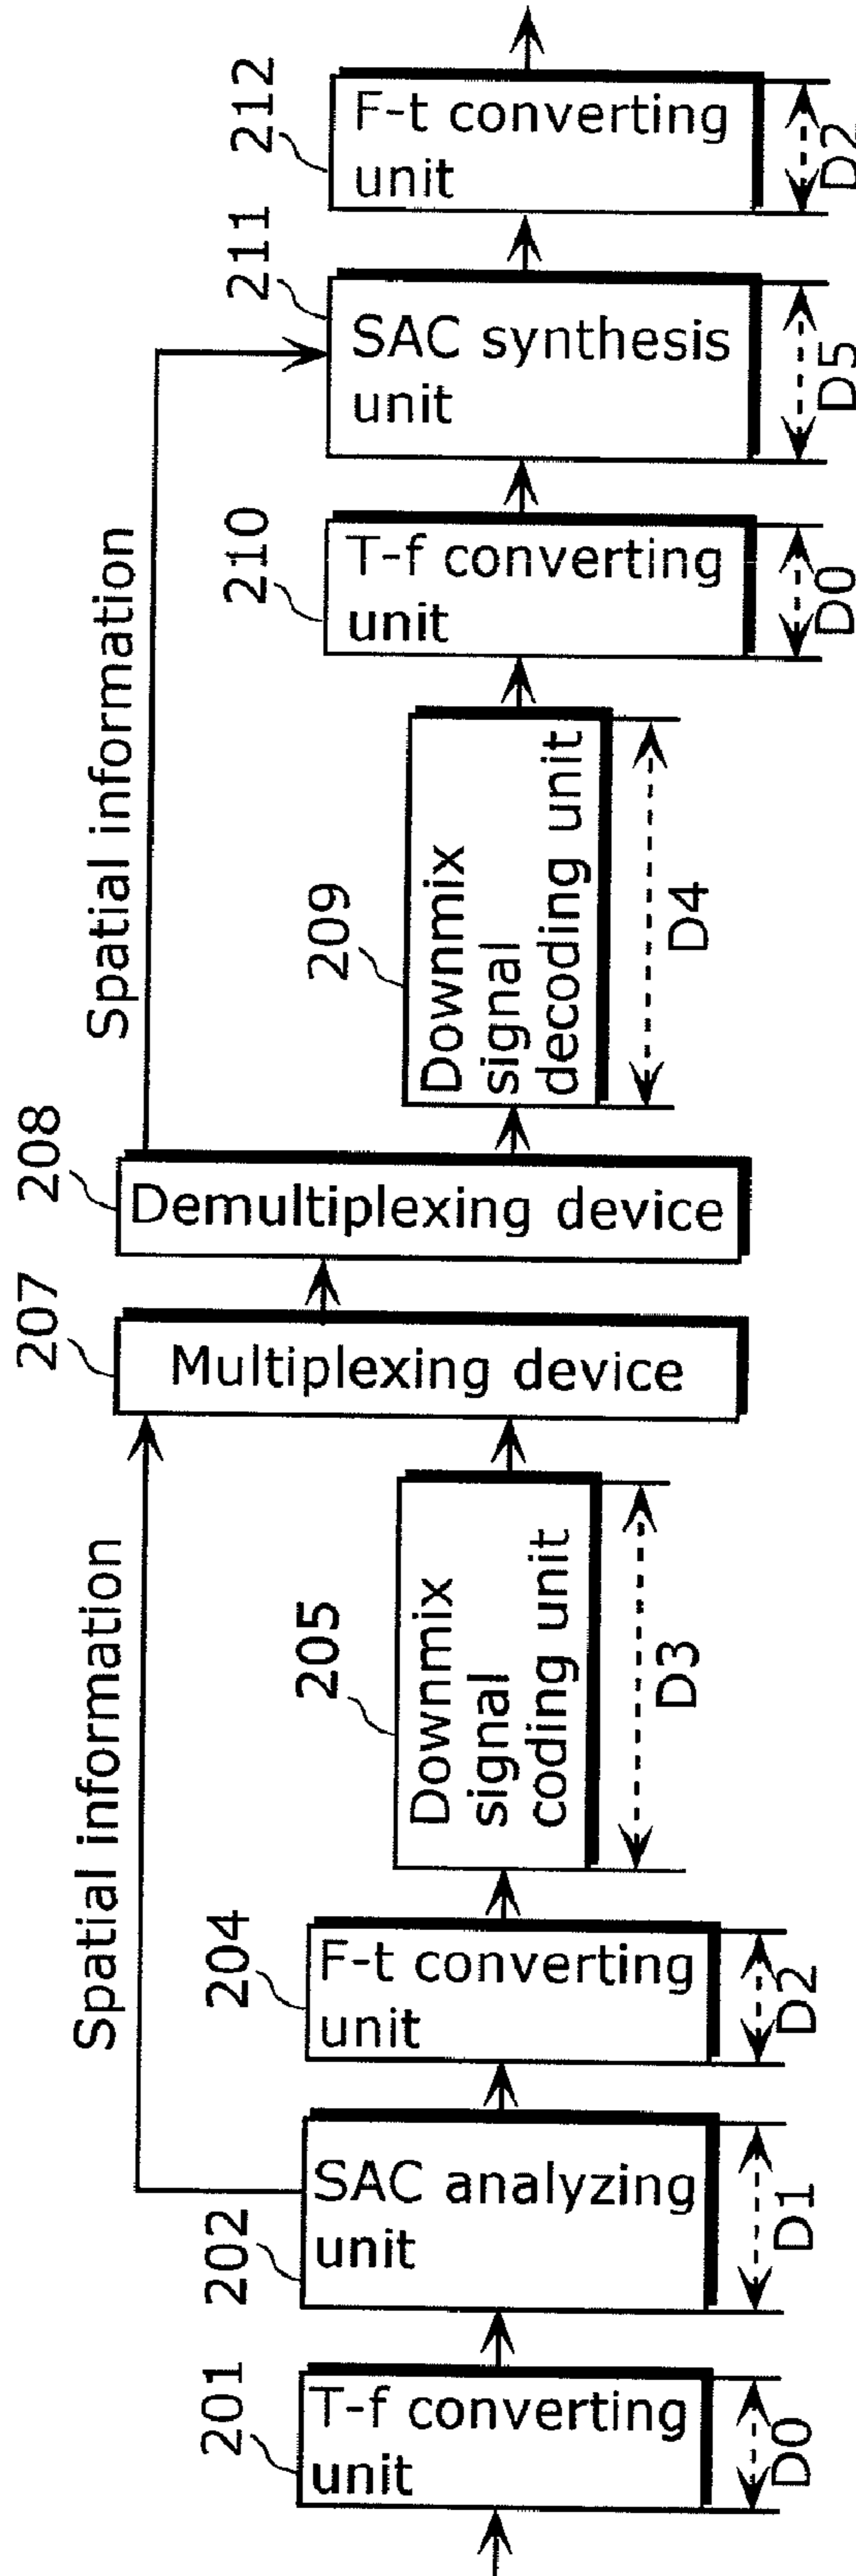 212
F-t converting
unit
D2
211
SAC synthesis
unit
D5
Spatial information
210
T-f converting
unit
D0
209
Downmix
signal
decoding unit
D4
208
Demultiplexing device
207
Multiplexing device
Spatial information
205
Downmix
signal
coding unit
D3
204
F-t converting
unit
D2
202
SAC analyzing
unit
D1
201
T-f converting
unit
D0